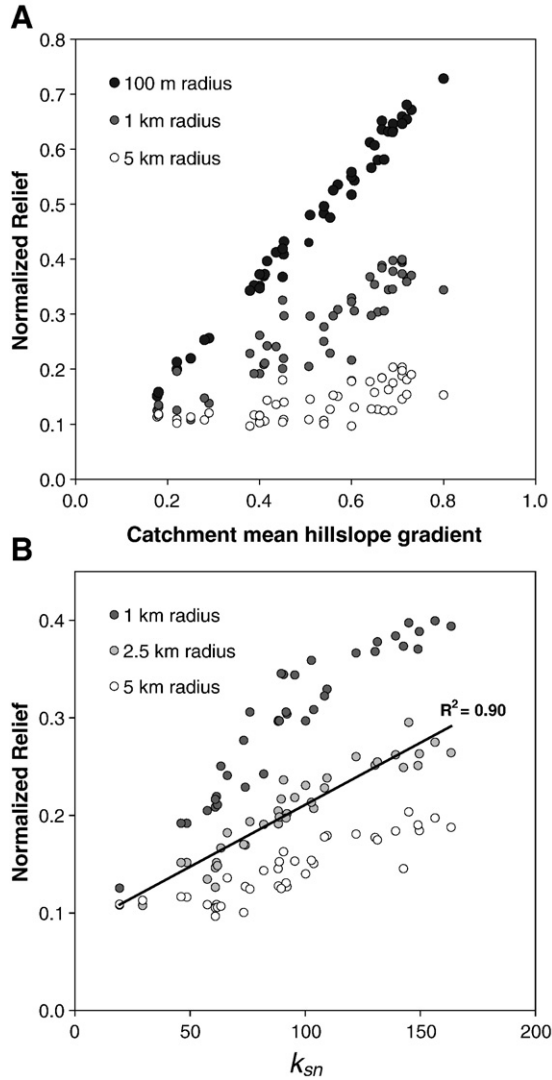 A
0.8
0.7
0.6
0.5
0.4
0.3
0.2
0.1
0.0
Normalized Relief
100 m radius
1 km radius
5 km radius
0.0 0.2 0.4 0.6 0.8 1.0
Catchment mean hillslope gradient
B
0.4
0.3
0.2
0.1
0.0
Normalized Relief
1 km radius
2.5 km radius
5 km radius
R² = 0.90
0 50 100 150 200
ksn